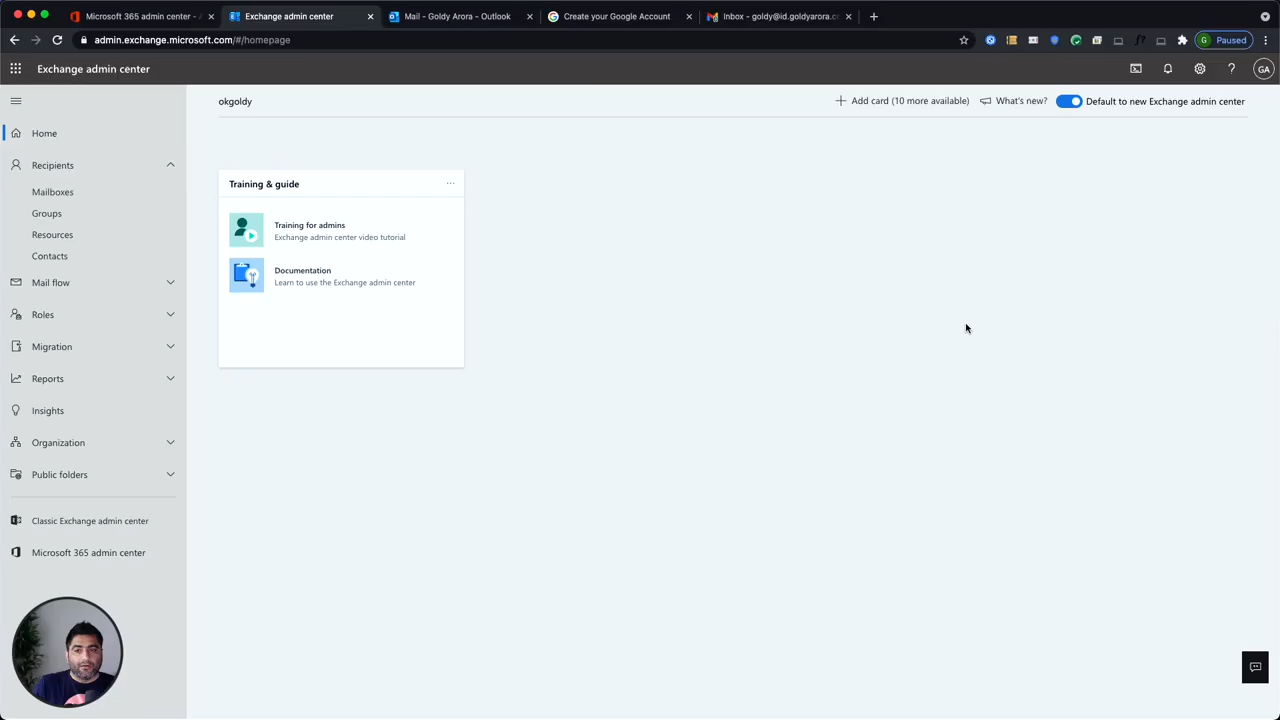 Microsoft 365 admin center - A
Exchange admin center
Mail - Goldy Arora - Outlook
Create your Google Account
Inbox - goldy@id.goldyarora.co
admin.exchange.microsoft.com/#/homepage
G Paused
Exchange admin center
GA
okgoldy
Add card (10 more available)
What's new?
Default to new Exchange admin center
Home
Recipients
Mailboxes
Groups
Resources
Contacts
Mail flow
Roles
Migration
Reports
Insights
Organization
Public folders
Classic Exchange admin center
Microsoft 365 admin center
Training & guide
Training for admins
Exchange admin center video tutorial
Documentation
Learn to use the Exchange admin center